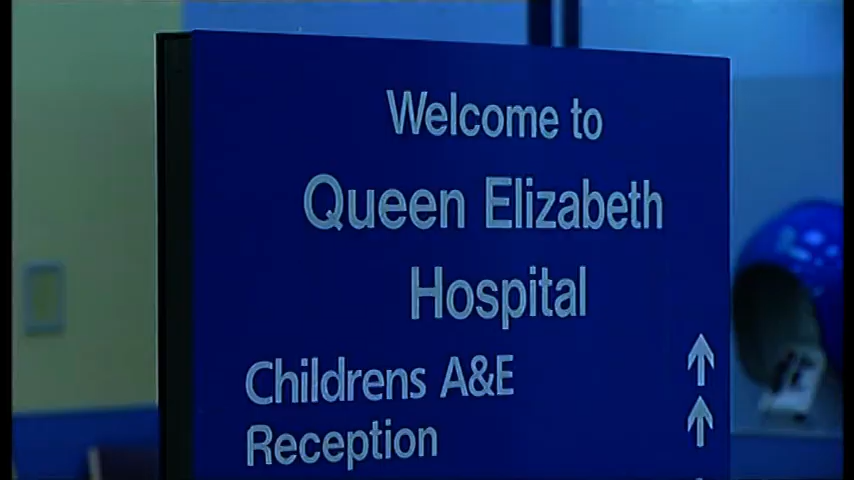 Welcome to
Queen Elizabeth
Hospital
Childrens A&E
Reception